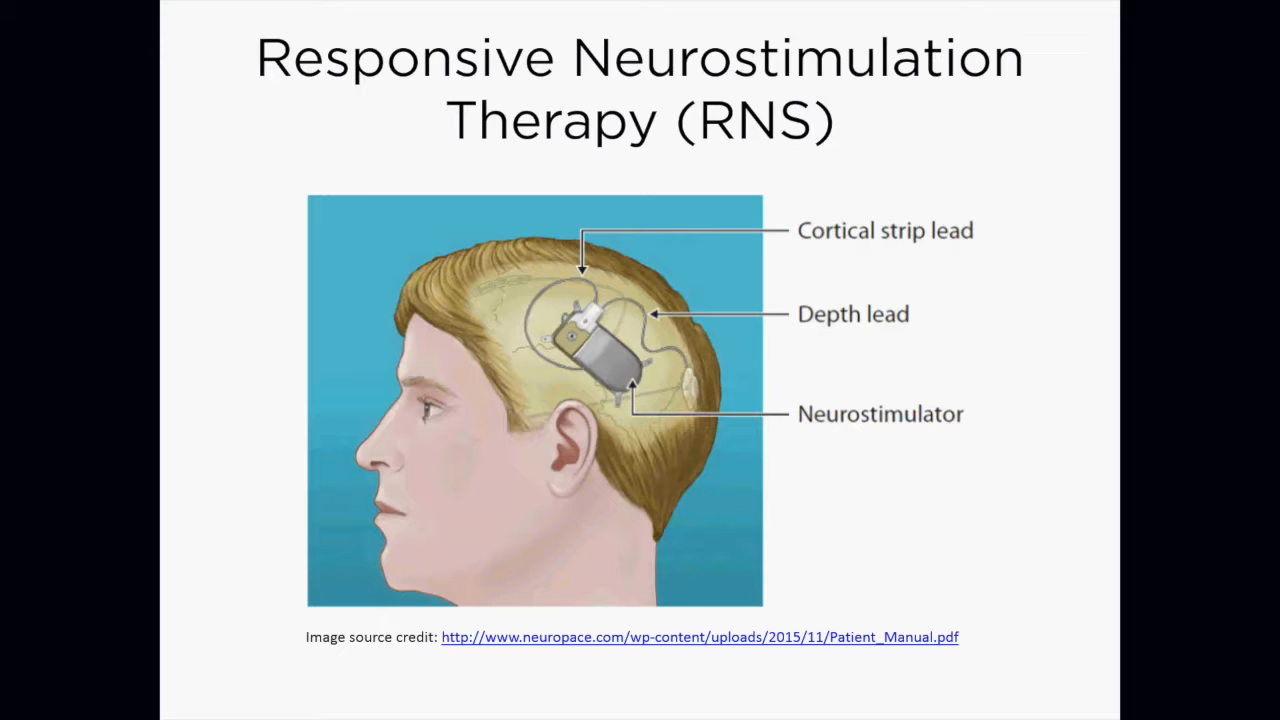 Responsive Neurostimulation
Therapy (RNS)
Cortical strip lead
Depth lead
Neurostimulator
Image source credit: http://www.neuropace.com/wp-content/uploads/2015/11/Patient_Manual.pdf